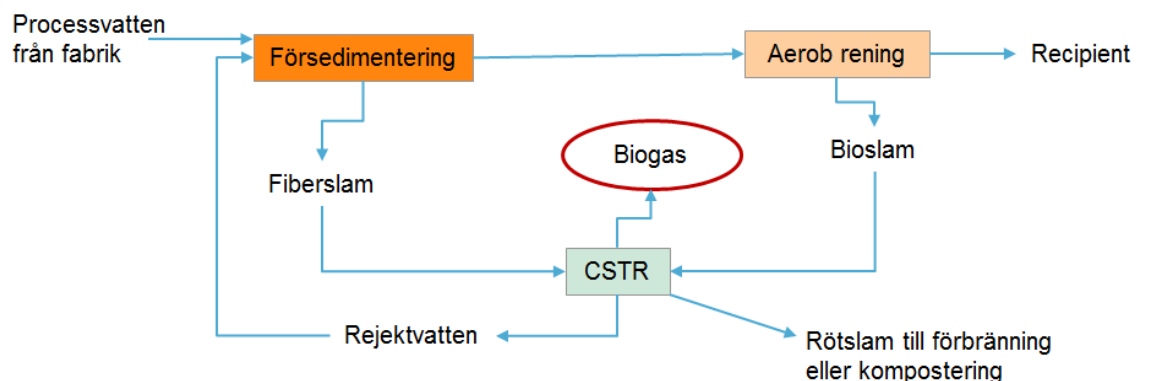 Processvatten
från fabrik
Försedimentering
Aerob rening
Recipient
Biogas
Bioslam
Fiberslam
CSTR
Rejektvatten
Rötslam till förbränning
eller kompostering